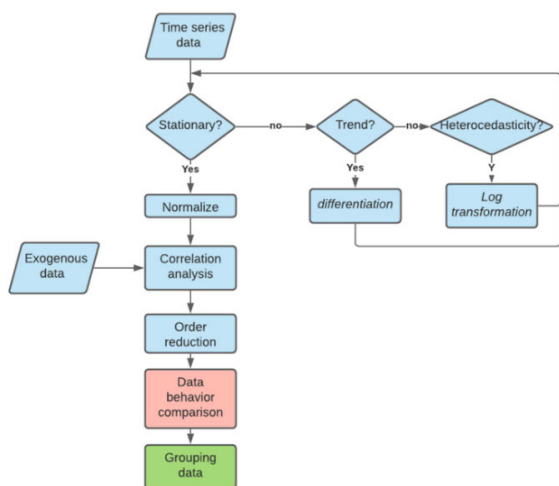 Time series
data
Stationary?
no
Trend?
no
Heterocedasticity?
Yes
Yes
Y
Normalize
differentiation
Log
transformation
Exogenous
data
Correlation
analysis
Order
reduction
Data
behavior
comparison
Grouping
data